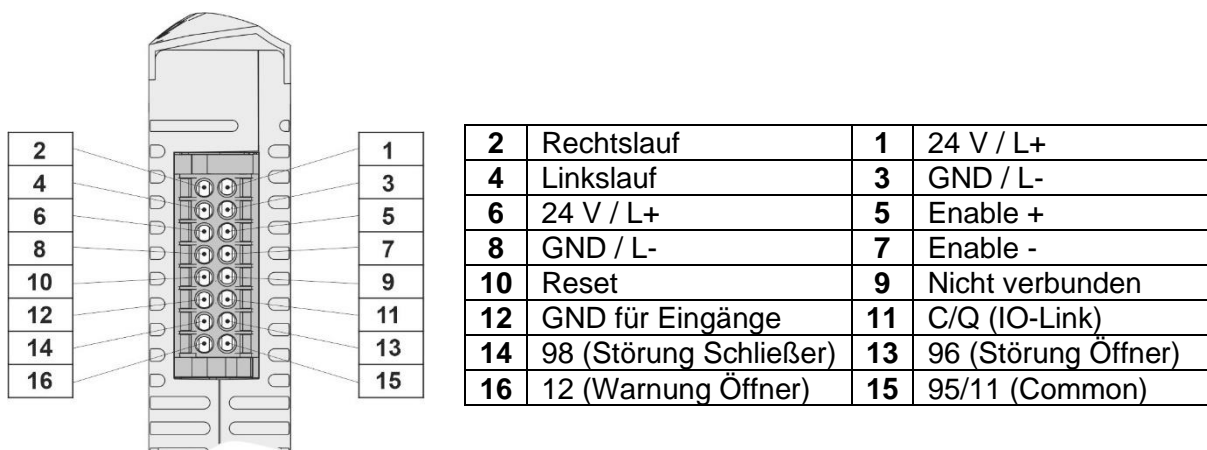 2 1
4 3
6 5
8 7
10 9
12 11
14 13
16 15
2 Rechtslauf 1 24 V / L+
4 Linkslauf 3 GND / L-
6 24 V / L+ 5 Enable +
8 GND / L- 7 Enable -
10 Reset 9 Nicht verbunden
12 GND für Eingänge 11 C/Q (IO-Link)
14 98 (Störung Schließer) 13 96 (Störung Öffner)
16 12 (Warnung Öffner) 15 95/11 (Common)